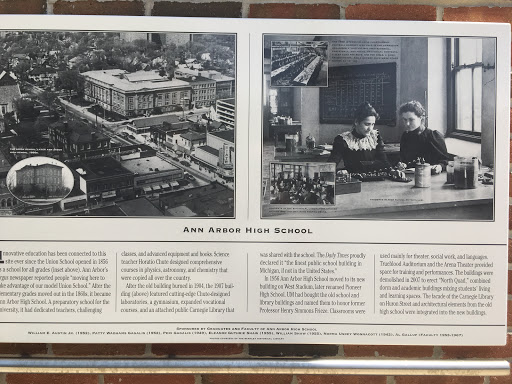 ANN ARBOR HIGH SCHOOL
Innovative education has been connected to this
site ever since the Union School opened in 1856
as a school for all grades (inset above). Ann Arbor's
Argus newspaper reported people "moving here to
take advantage of our model Union School." After the
elementary grades moved out in the 1860s, it became
Ann Arbor High School. A preparatory school for the
university, it had dedicated teachers, challenging
classes, and advanced equipment and books. Science
teacher Horatio Chute designed comprehensive
courses in physics, astronomy, and chemistry that
were copied all over the country.
After the old building burned in 1904, the 1907 buil-
ding (above) featured cutting-edge Chute-designed
laboratories, a gymnasium, expanded vocational
courses, and an attached public Carnegie library that
was shared with the school. The Daily Times proudly
declared it "the finest public school building in
Michigan, if not in the United States."
In 1956 Ann Arbor High School moved to its new
building on West Stadium, later renamed Pioneer
High School. UM had bought the old school and
library buildings and named them to honor former
Professor Henry Simmons Frieze. Classrooms were
used mainly for theater, social work, and languages.
Trueblood Auditorium and the Arena Theater provided
space for training and performances. The buildings were
demolished in 2007 to erect "North Quad," combined
dorm and academic buildings mixing students' living
and learning spaces. The facade of the Carnegie library
on Huron Street and architectural elements from the old
high school were integrated into the new buildings.
SPONSORED BY GRADUATES AND FACULTY OF ANN ARBOR HIGH SCHOOL